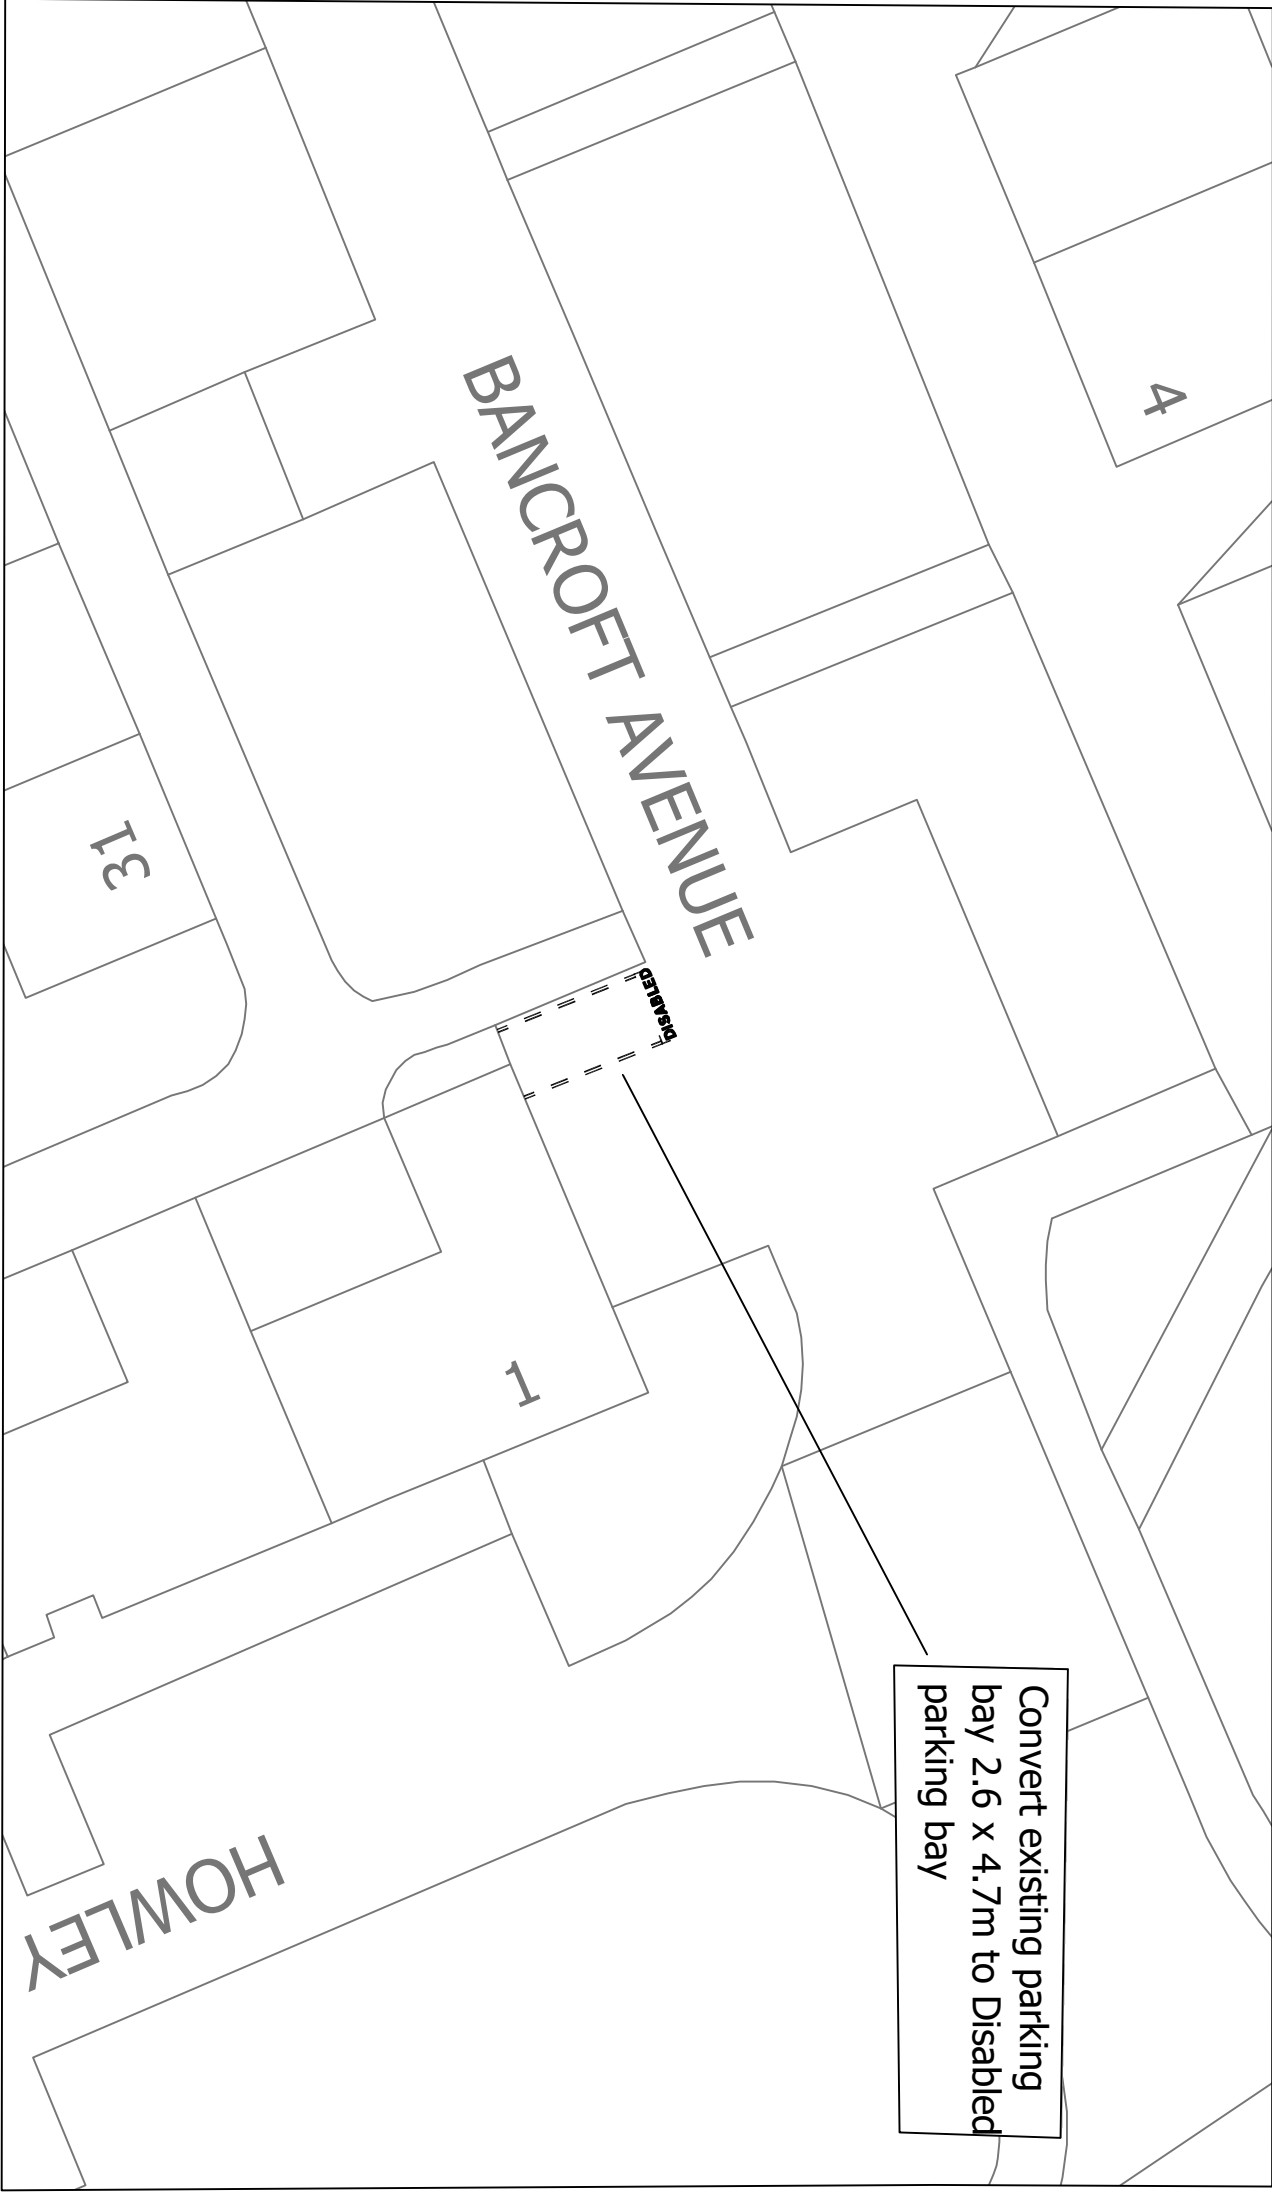 4
BANCROFT AVENUE
31
DISABLED
1
Convert existing parking
bay 2.6 x 4.7m to Disabled
parking bay
HOWLEY